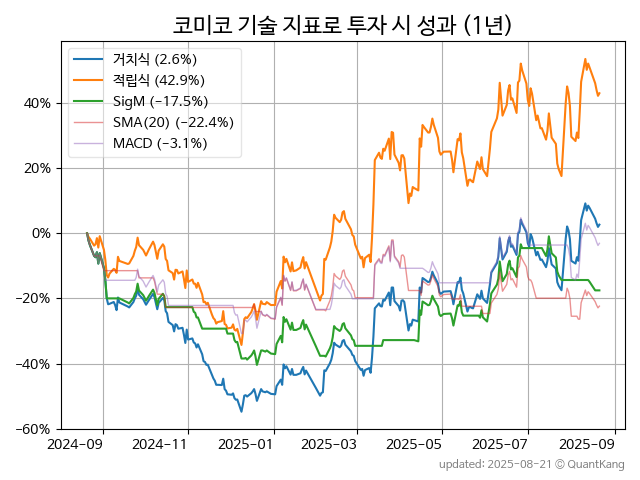 코미코 기술 지표로 투자 시 성과 (1년)
거치식 (2.6%)
적립식 (42.9%)
SigM (−17.5%)
SMA(20) (−22.4%)
MACD (−3.1%)
40%
20%
0%
−20%
−40%
−60%
2024-09 2024-11 2025-01 2025-03 2025-05 2025-07 2025-09
updated: 2025-08-21 © QuantKang